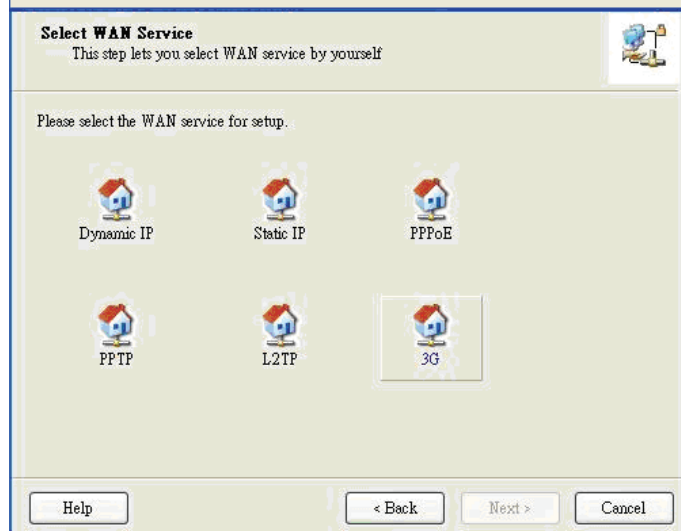 Select WAN Service
This step lets you select WAN service by yourself
Please select the WAN service for setup.
Dynamic IP
Static IP
PPPoE
PPTP
L2TP
3G
Help
< Back
Next >
Cancel